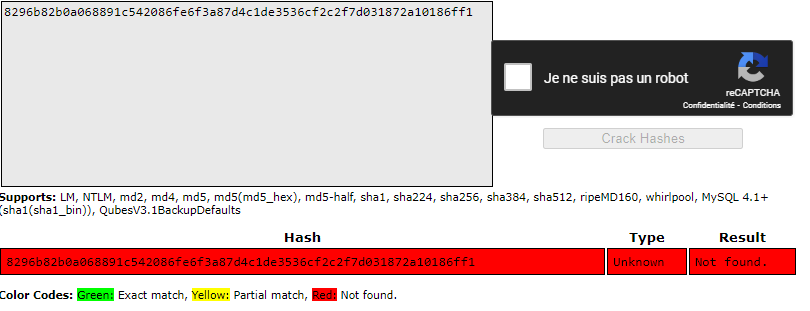 8296b82b0a068891c542086fe6f3a87d4c1de3536cf2c2f7d031872a10186ff1
Je ne suis pas un robot
reCAPTCHA
Confidentialité - Conditions
Crack Hashes
Supports: LM, NTLM, md2, md4, md5, md5(md5_hex), md5-half, sha1, sha224, sha256, sha384, sha512, ripeMD160, whirlpool, MySQL 4.1+
(sha1(sha1_bin)), QubesV3.1BackupDefaults
Hash Type Result
8296b82b0a068891c542086fe6f3a87d4c1de3536cf2c2f7d031872a10186ff1 Unknown Not found.
Color Codes: Green: Exact match, Yellow: Partial match, Red: Not found.